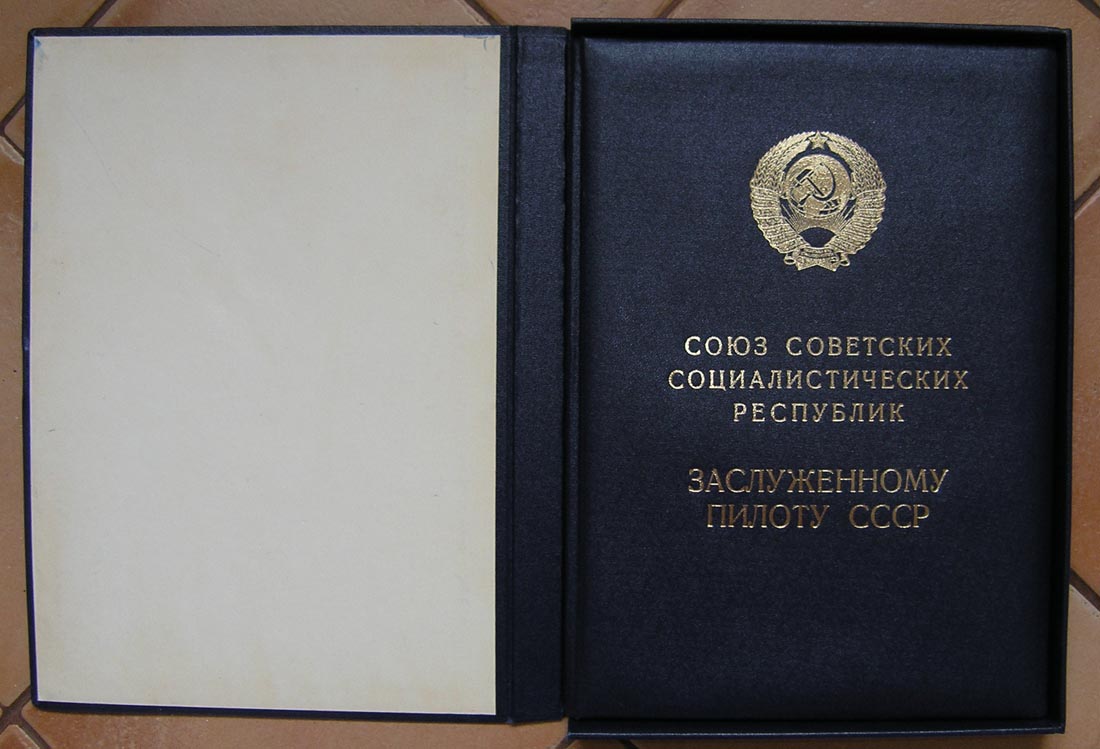 СОЮЗ СОВЕТСКИХ
СОЦИАЛИСТИЧЕСКИХ
РЕСПУБЛИК
ЗАСЛУЖЕННОМУ
ПИЛОТУ СССР